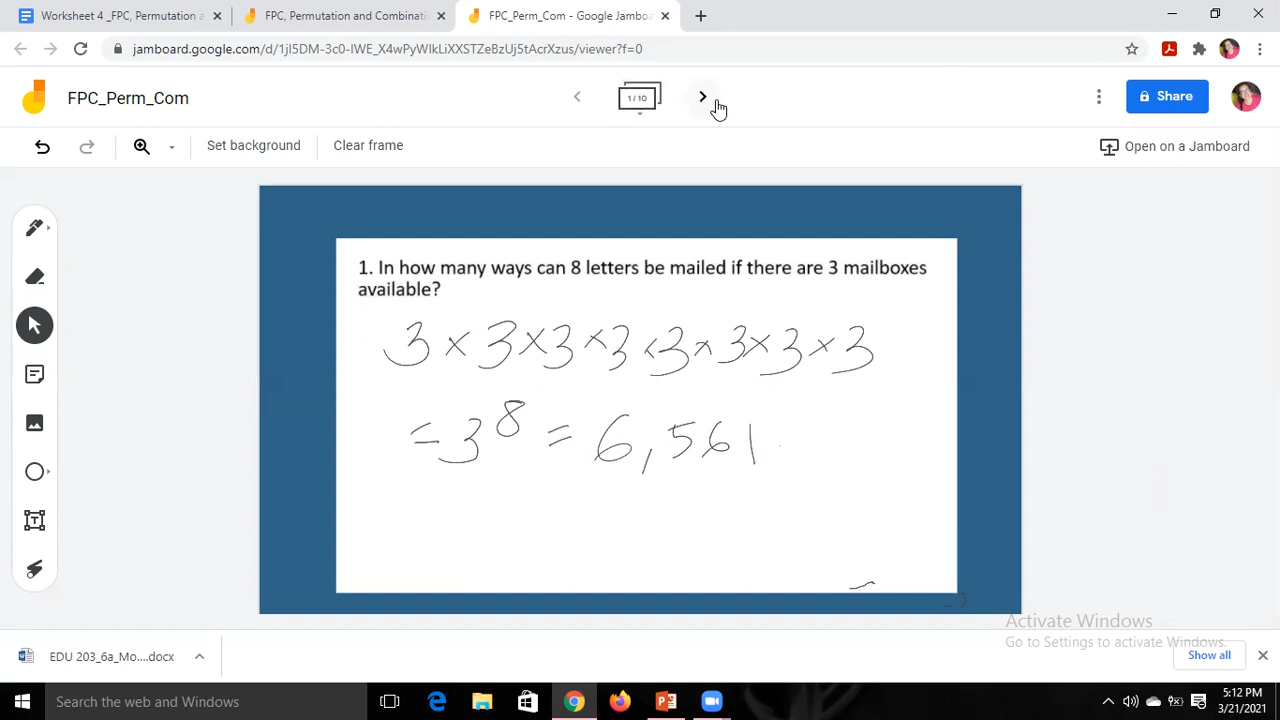 Worksheet 4 _FPC, Permutation a
FPC, Permutation and Combinati
FPC_Perm_Com - Google Jamboa
jamboard.google.com/d/1jI5DM-3c0-IWE_X4wPyWIkLiXXSTZeBzUj5tAcrXzus/viewer?f=0
FPC_Perm_Com
1/10
Share
Set background
Clear frame
Open on a Jamboard
1. In how many ways can 8 letters be mailed if there are 3 mailboxes
available?
3 × 3 × 3 × 3 × 3 × 3 × 3 × 3
= 3⁸ = 6,561
Activate Windows
Go to Settings to activate Windows.
EDU 203_6a_Mo....docx
Show all
Search the web and Windows
5:12 PM
3/21/2021